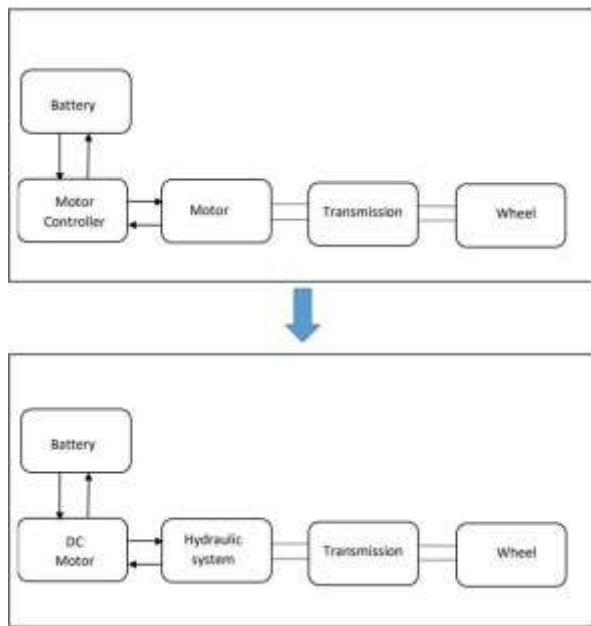 Battery
Motor
Controller
Motor
Transmission
Wheel
Battery
DC
Motor
Hydraulic
system
Transmission
Wheel